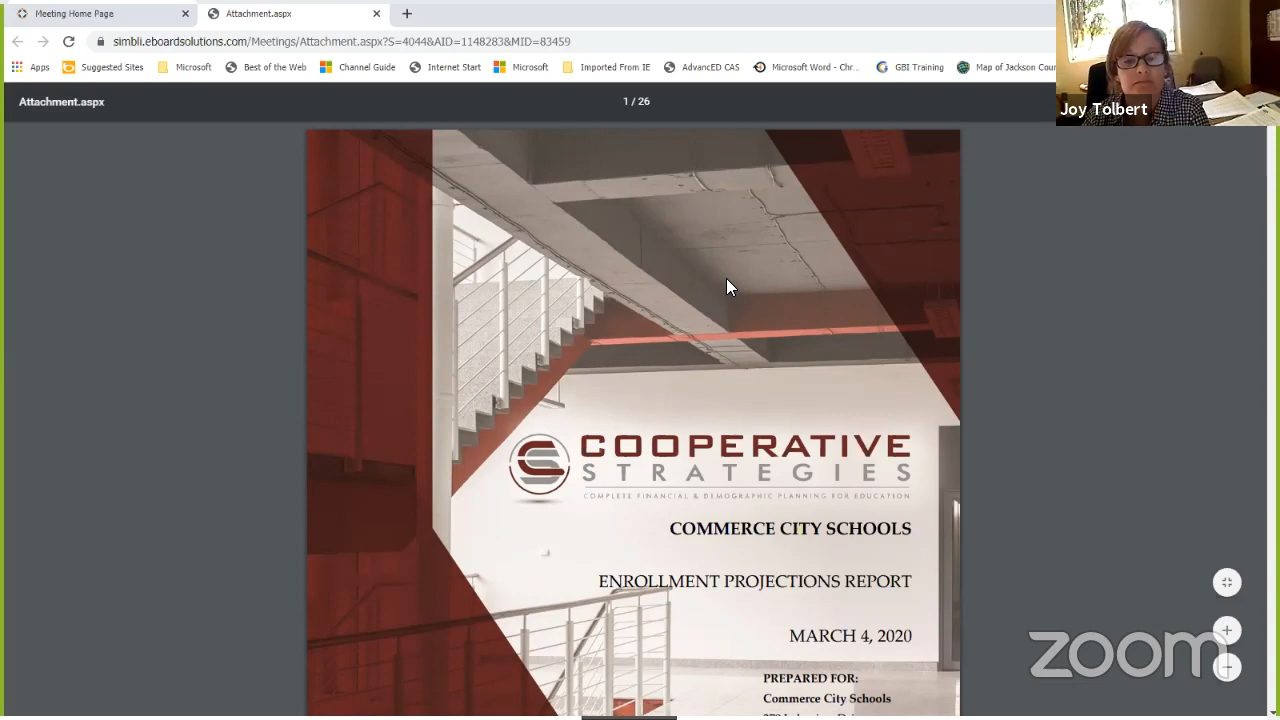 Meeting Home Page
Attachment.aspx
simbli.eboardsolutions.com/Meetings/Attachment.aspx?S=4044&AID=1148283&MID=83459
Apps
Suggested Sites
Microsoft
Best of the Web
Channel Guide
Internet Start
Microsoft
Imported From IE
AdvancED CAS
Microsoft Word - Chr...
GBI Training
Map of Jackson Cou
Attachment.aspx
1 / 26
Joy Tolbert
COOPERATIVE
STRATEGIES
COMPLETE FINANCIAL & DEMOGRAPHIC PLANNING FOR EDUCATION
COMMERCE CITY SCHOOLS
ENROLLMENT PROJECTIONS REPORT
MARCH 4, 2020
PREPARED FOR:
Commerce City Schools
zoom